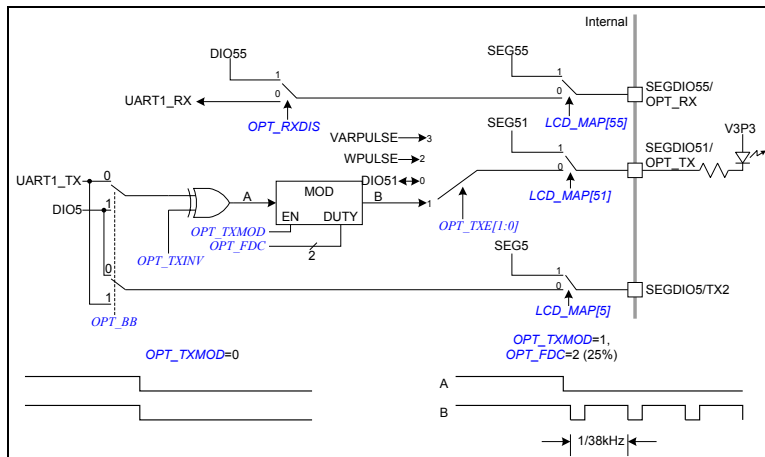 Internal
DIO55
SEG55
1
1
UART1_RX
0
0
SEGDIO55/
OPT_RX
OPT_RXDIS
LCD_MAP[55]
SEG51
V3P3
VARPULSE
3
WPULSE
2
DIO51
0
1
SEGDIO51/
OPT_TX
UART1_TX
0
A
MOD
B
1
0
DIO5
1
EN
DUTY
OPT_TXE[1:0]
LCD_MAP[51]
OPT_TXMOD
OPT_FDC
2
OPT_TXINV
SEG5
0
1
1
0
SEGDIO5/TX2
OPT_BB
LCD_MAP[5]
OPT_TXMOD=0
OPT_TXMOD=1,
OPT_FDC=2 (25%)
A
B
1/38kHz